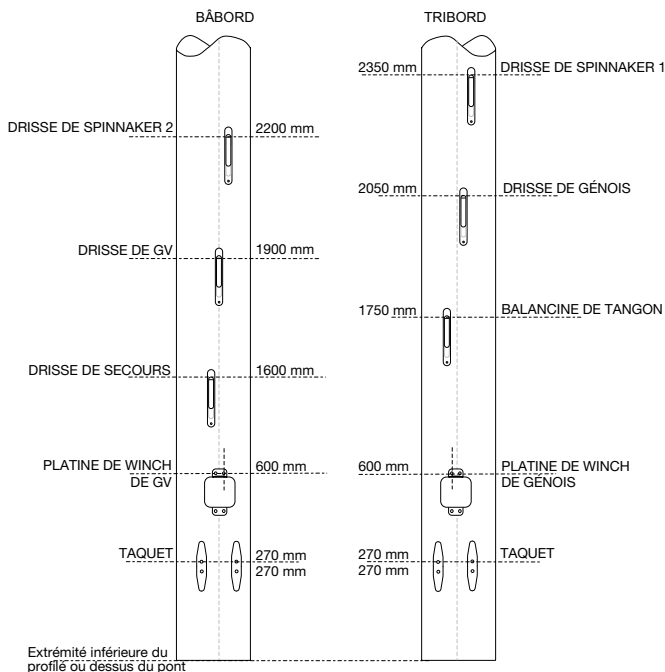 BÂBORD
DRISSE DE SPINNAKER 2
2200 mm
DRISSE DE GV
1900 mm
DRISSE DE SECOURS
1600 mm
PLATINE DE WINCH
DE GV
600 mm
TAQUET
270 mm
270 mm
Extrémité inférieure du
profilé ou dessus du pont
TRIBORD
2350 mm
DRISSE DE SPINNAKER 1
2050 mm
DRISSE DE GÉNOIS
1750 mm
BALANCINE DE TANGON
600 mm
PLATINE DE WINCH
DE GÉNOIS
270 mm
270 mm
TAQUET